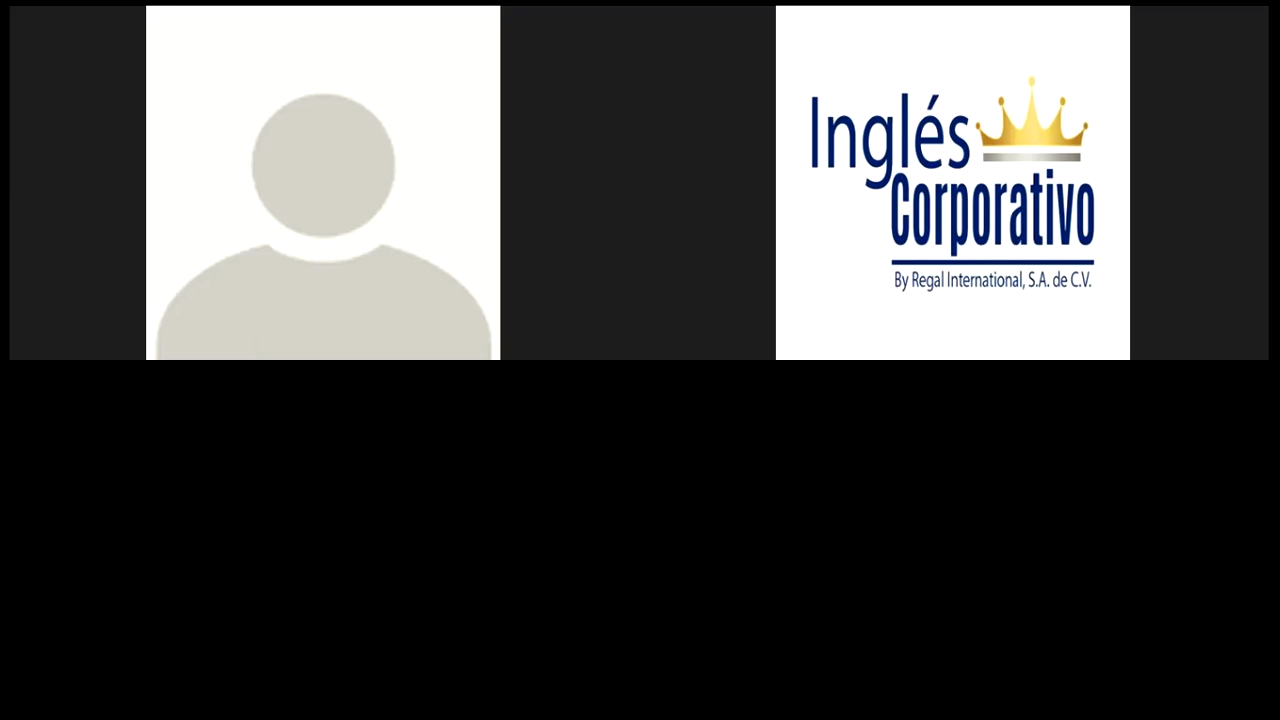 Inglés
Corporativo
By Regal International, S.A. de C.V.